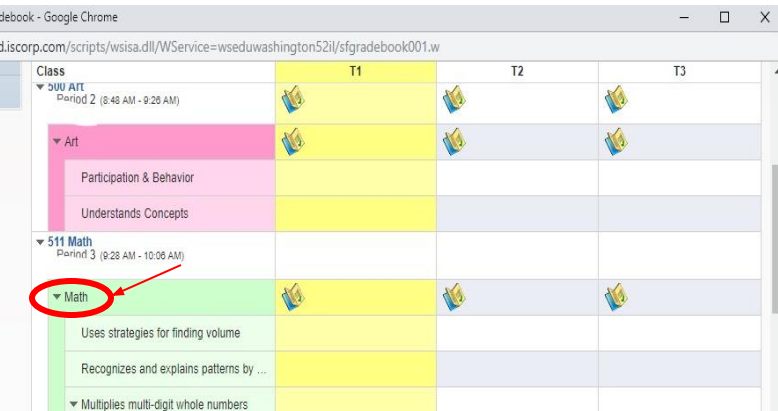 debook - Google Chrome
d.iscorp.com/scripts/wsisa.dll/WService=wseduwashington52il/sfgradebook001.w
Class T1 T2 T3
500 Art
Period 2 (8:48 AM - 9:26 AM)
Art
Participation & Behavior
Understands Concepts
511 Math
Period 3 (9:28 AM - 10:06 AM)
Math
Uses strategies for finding volume
Recognizes and explains patterns by ...
Multiplies multi-digit whole numbers